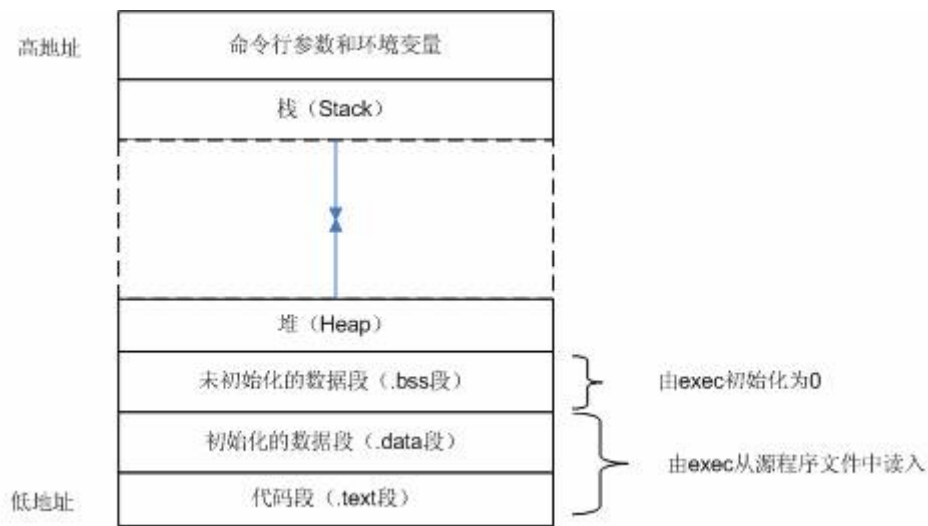 高地址
命令行参数和环境变量
栈（Stack）
堆（Heap）
未初始化的数据段（.bss段）
由exec初始化为0
初始化的数据段（.data段）
由exec从源程序文件中读入
低地址
代码段（.text段）